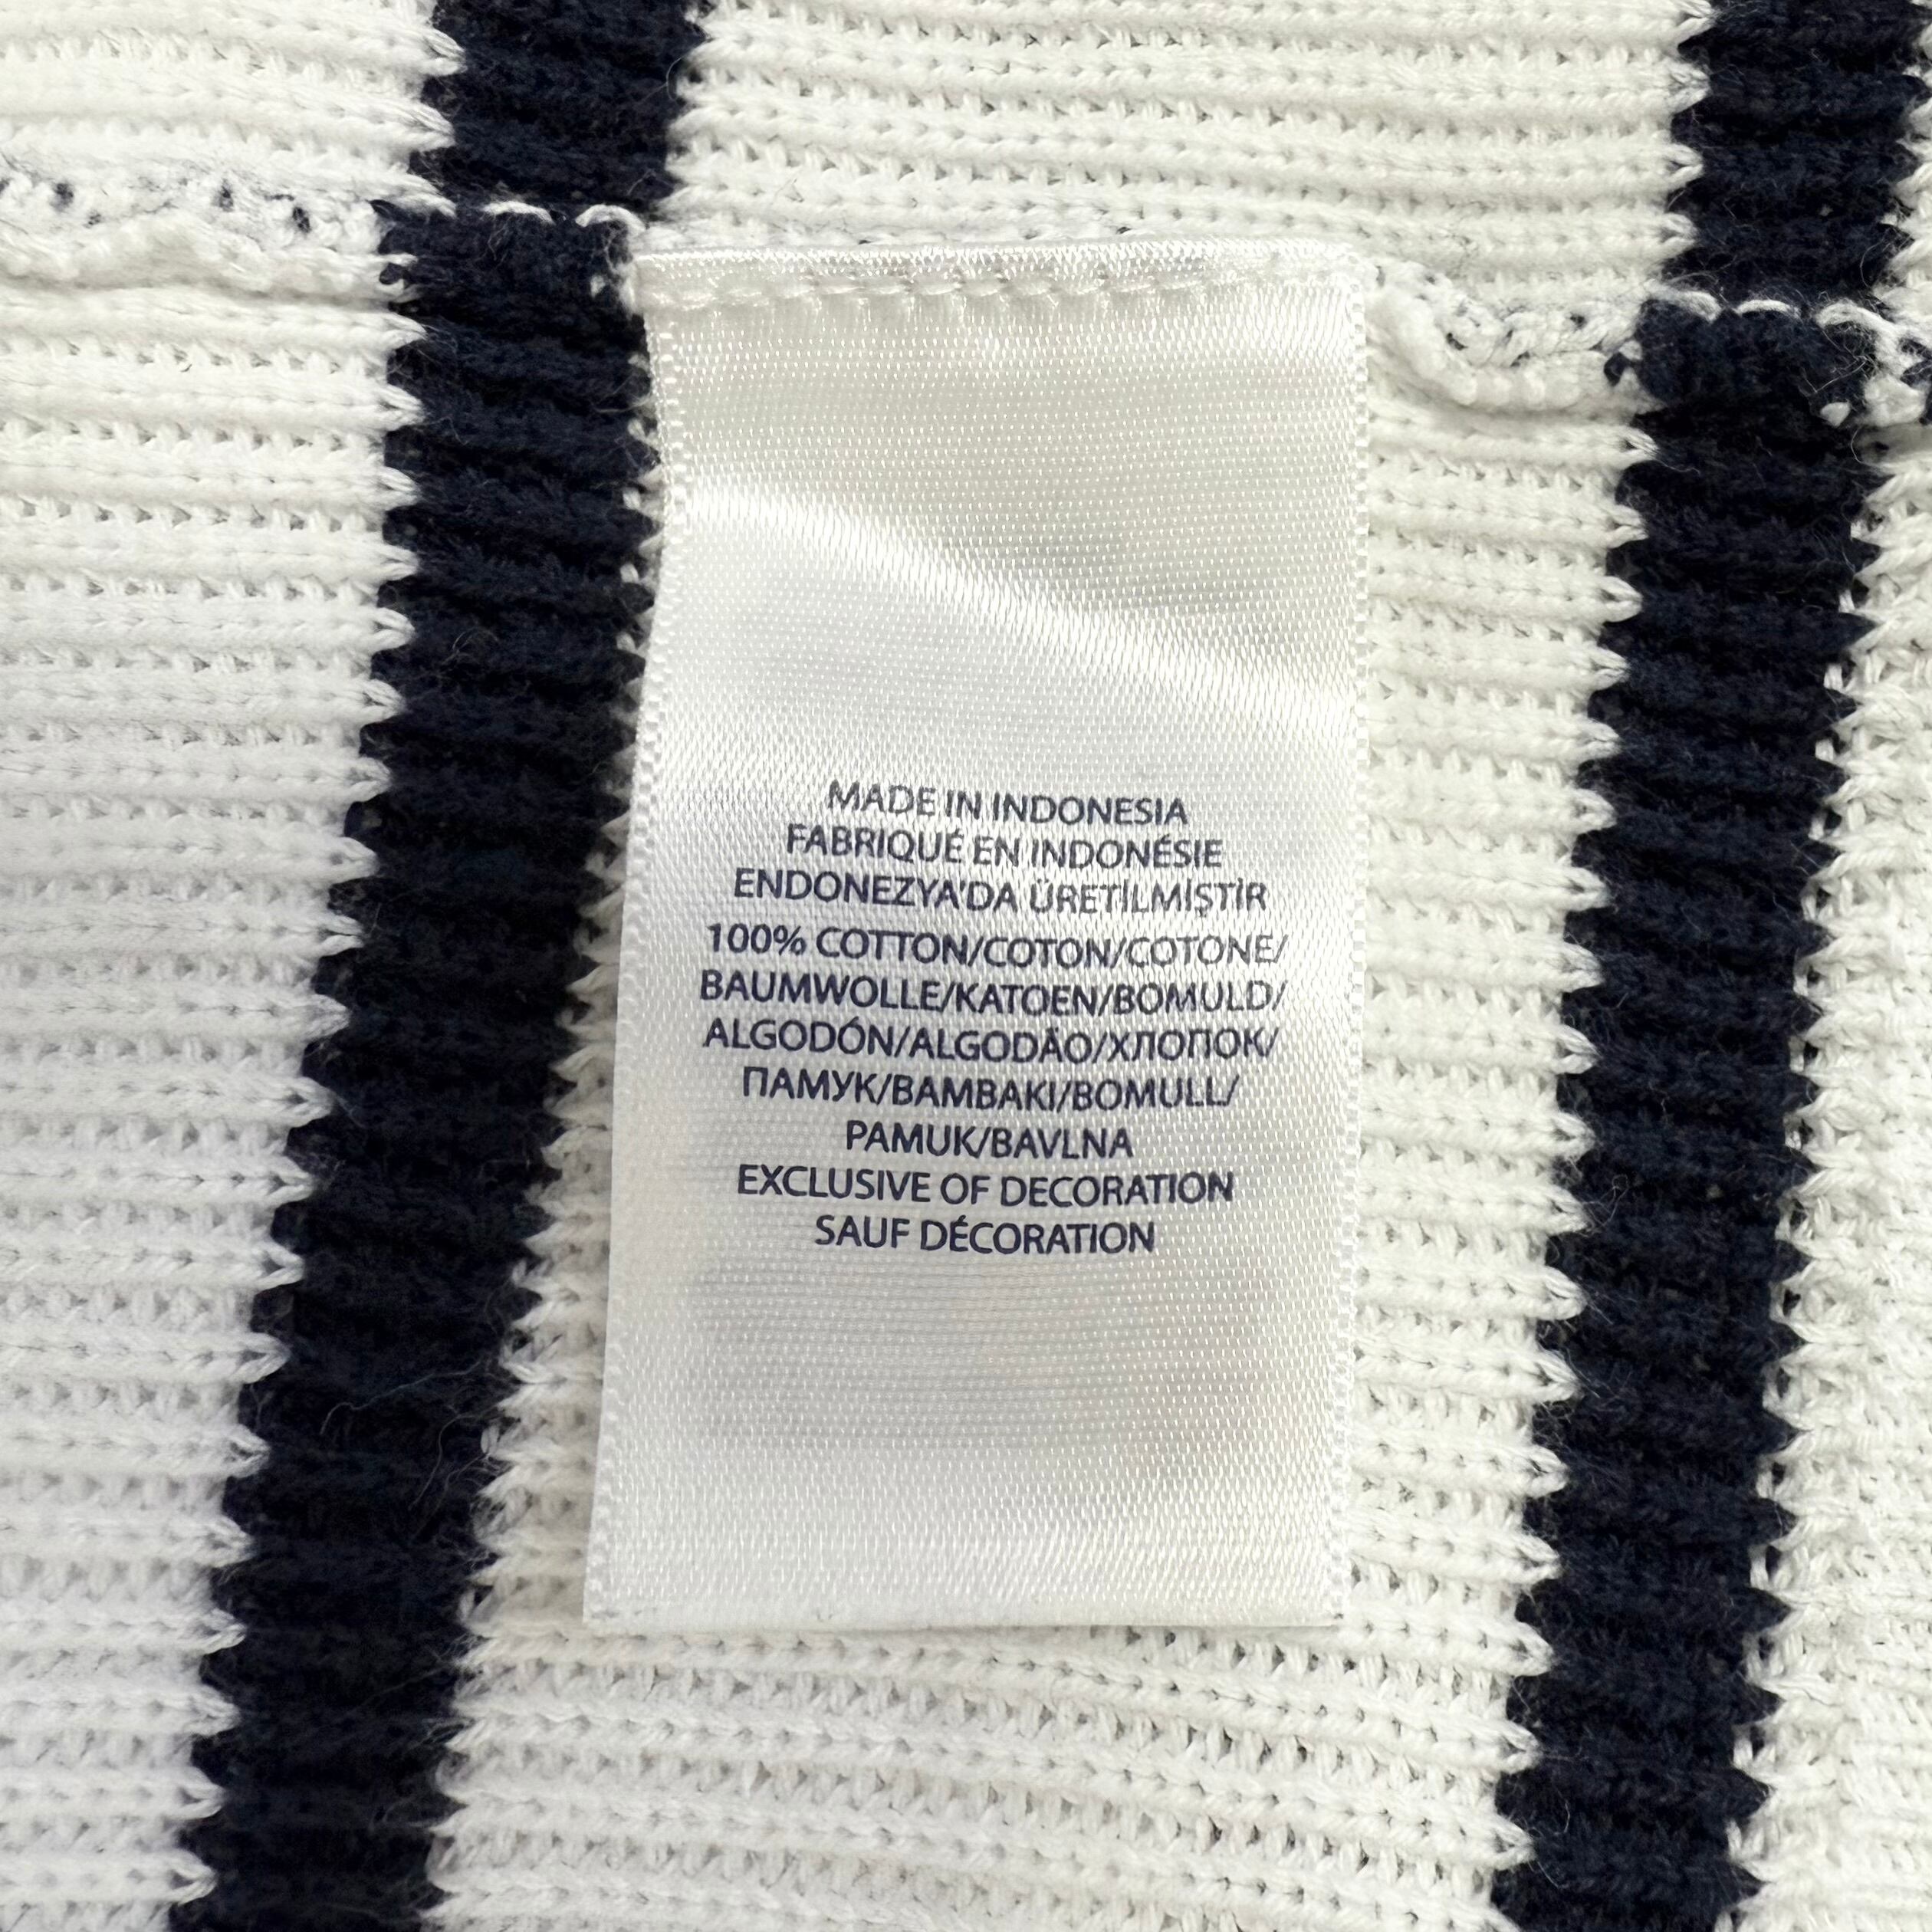 MADE IN INDONESIA
FABRIQUÉ EN INDONÉSIE
ENDONEZYA'DA ÜRETİLMİŞTİR
100% COTTON/COTON/COTONE/
BAUMWOLLE/KATOEN/BOMULD/
ALGODÓN/ALGODÃO/ХЛОПОК/
ПАМУК/BAMBAKI/BOMULL/
PAMUK/BAVLNA
EXCLUSIVE OF DECORATION
SAUF DÉCORATION